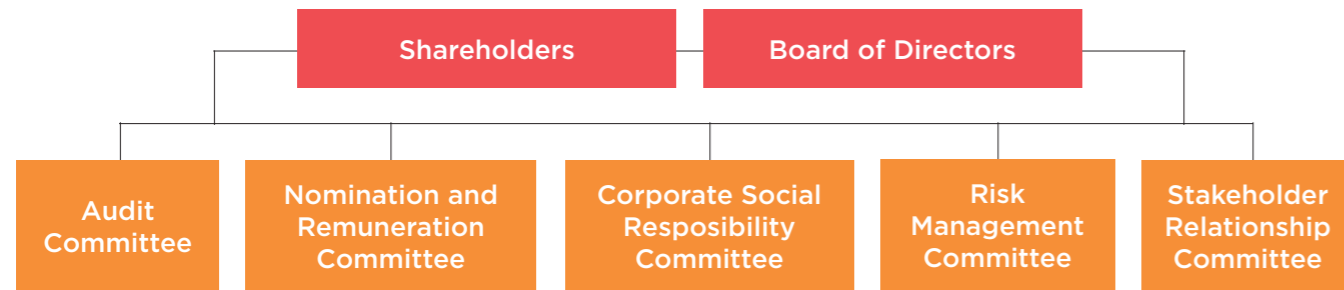 Shareholders
Board of Directors
Audit
Committee
Nomination and
Remuneration
Committee
Corporate Social
Resposibility
Committee
Risk
Management
Committee
Stakeholder
Relationship
Committee